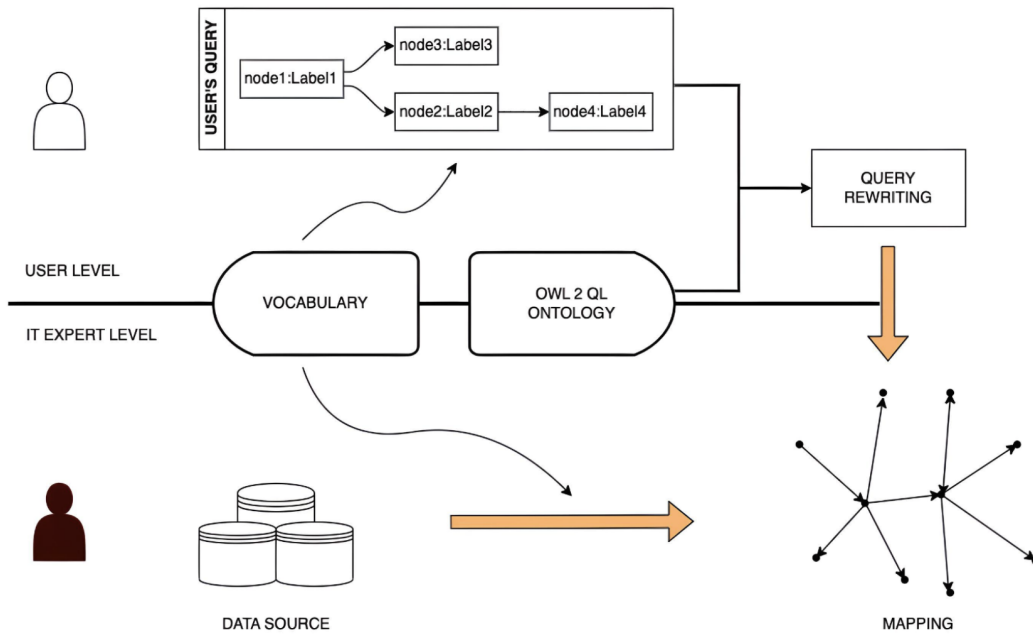 USER'S QUERY
node3:Label3
node1:Label1
node2:Label2
node4:Label4
QUERY
REWRITING
USER LEVEL
VOCABULARY
OWL 2 QL
ONTOLOGY
IT EXPERT LEVEL
DATA SOURCE
MAPPING